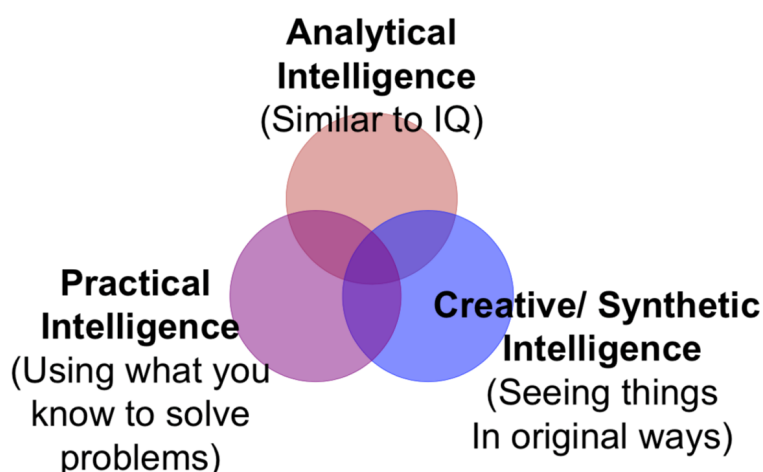 Analytical
Intelligence
(Similar to IQ)
Practical
Intelligence
(Using what you
know to solve
problems)
Creative/ Synthetic
Intelligence
(Seeing things
In original ways)